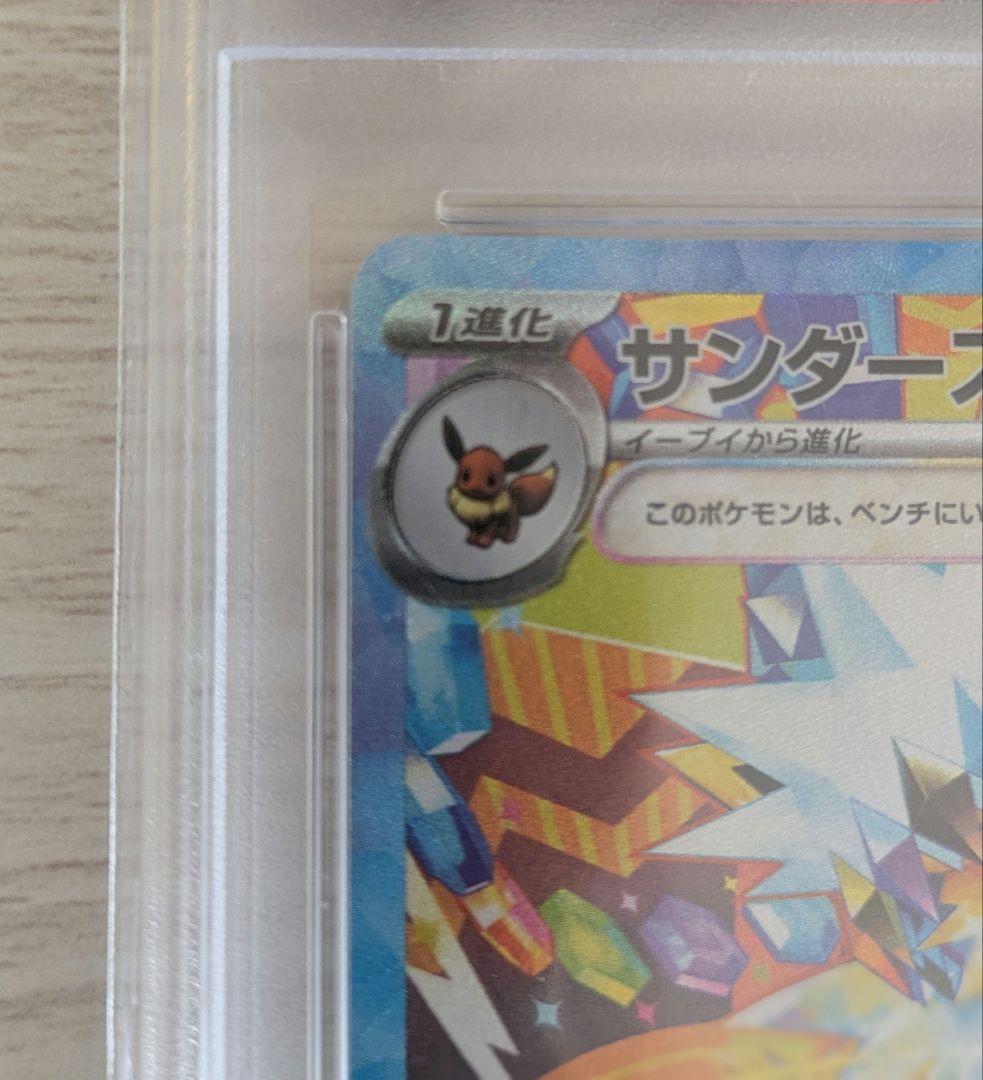 1進化
サンダー
イーブイから進化
このポケモンは、ベンチにい